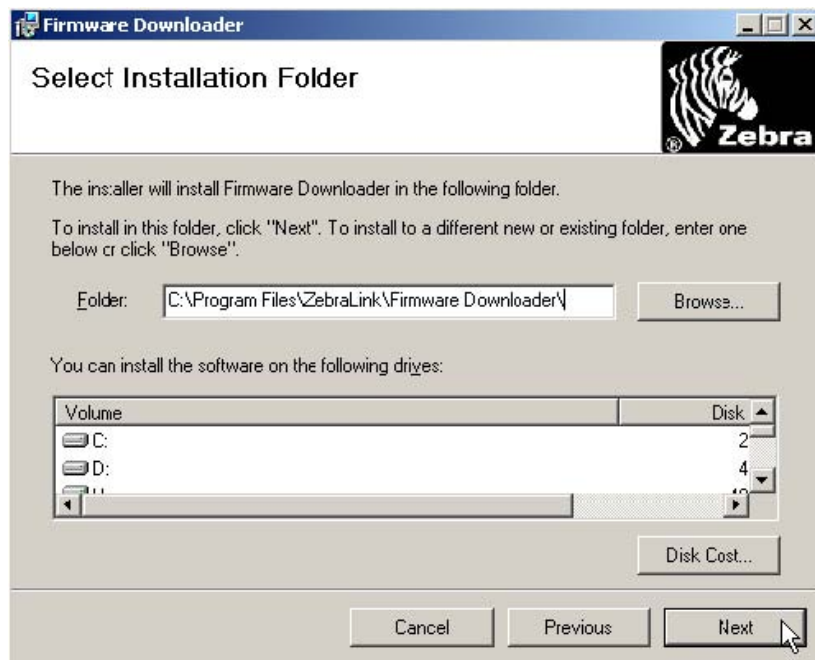 Firmware Downloader
Select Installation Folder
® Zebra
The ins:aller will install Firmware Downloader in the following folder.
To install in this folder, click "Next". To install to a different new or existing folder, enter one
below cr click "Browse".
Folder: C:\Program Files\ZebraLink\Firmware Downloader\ Browse...
You can install the software on the following drives:
Volume Disk
C: 2
D: 4
Disk Cost...
Cancel Previous Next